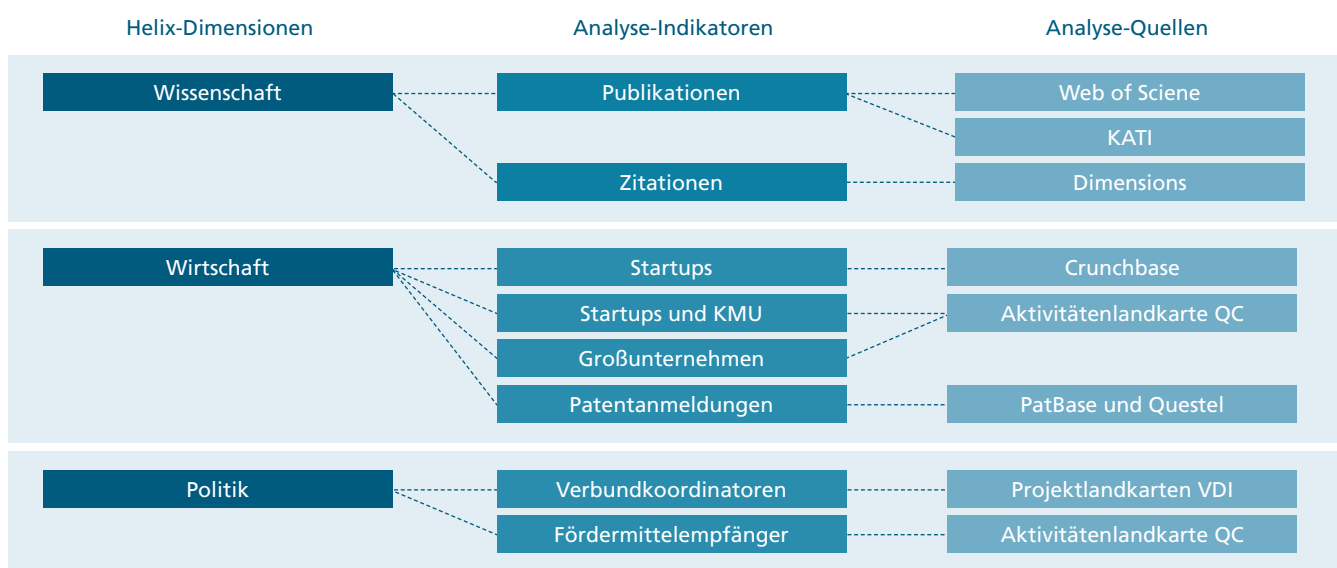 Helix-Dimensionen Analyse-Indikatoren Analyse-Quellen
Wissenschaft Publikationen Web of Sciene
KATI
Zitationen Dimensions
Wirtschaft Startups Crunchbase
Startups und KMU Aktivitätenlandkarte QC
Großunternehmen
Patentanmeldungen PatBase und Questel
Politik Verbundkoordinatoren Projektlandkarten VDI
Fördermittelempfänger Aktivitätenlandkarte QC